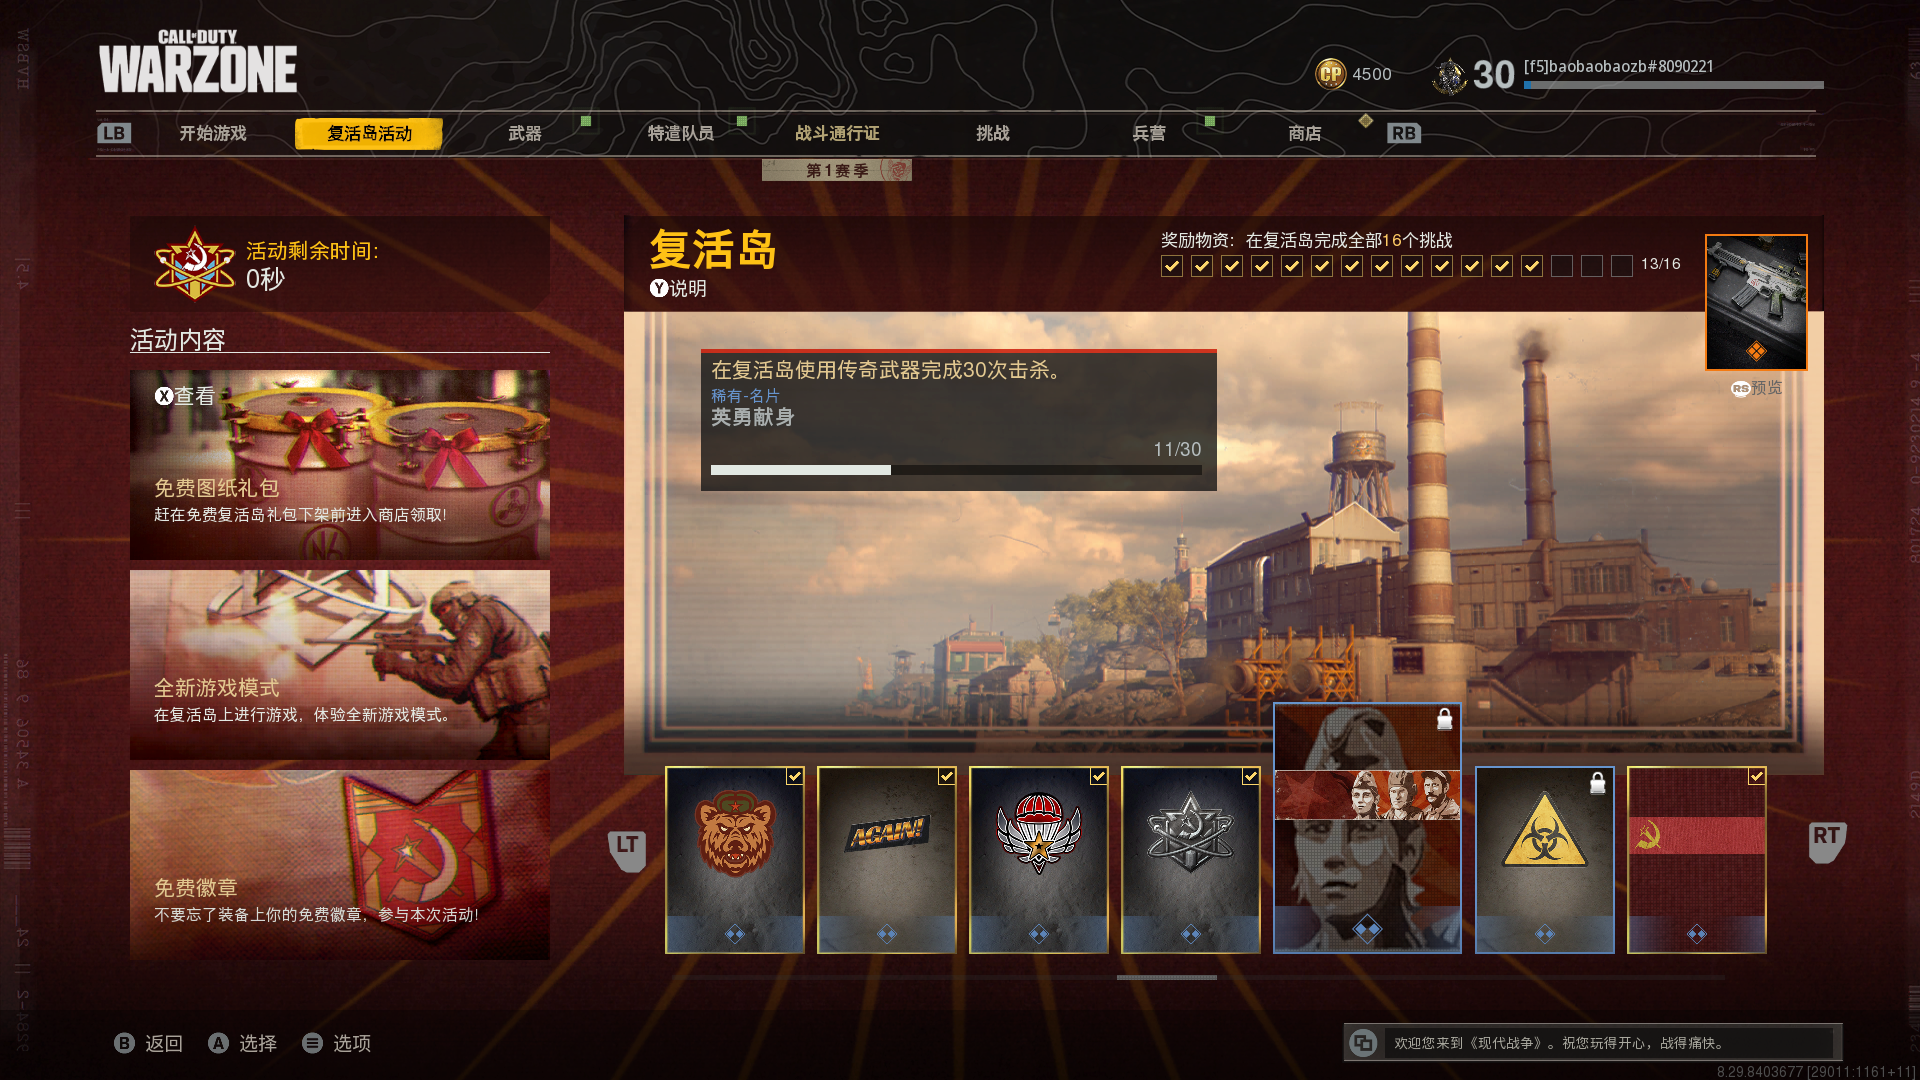 CALL OF DUTY
WARZONE
CP 4500
30
[f5]baobaobaozb#8090221
LB
开始游戏
复活岛活动
武器
特遣队员
战斗通行证
挑战
兵营
商店
RB
第1赛季
活动剩余时间:
0秒
活动内容
X查看
免费图纸礼包
赶在免费复活岛礼包下架前进入商店领取!
N6
全新游戏模式
在复活岛上进行游戏，体验全新游戏模式。
免费徽章
不要忘了装备上你的免费徽章，参与本次活动!
复活岛
Y说明
奖励物资：在复活岛完成全部16个挑战
13/16
RS预览
在复活岛使用传奇武器完成30次击杀。
稀有-名片
英勇献身
11/30
LT
AGAIN!
RT
B 返回
A 选择
选项
欢迎您来到《现代战争》。祝您玩得开心，战得痛快。
8.29.8403677 [29011:1161+11]